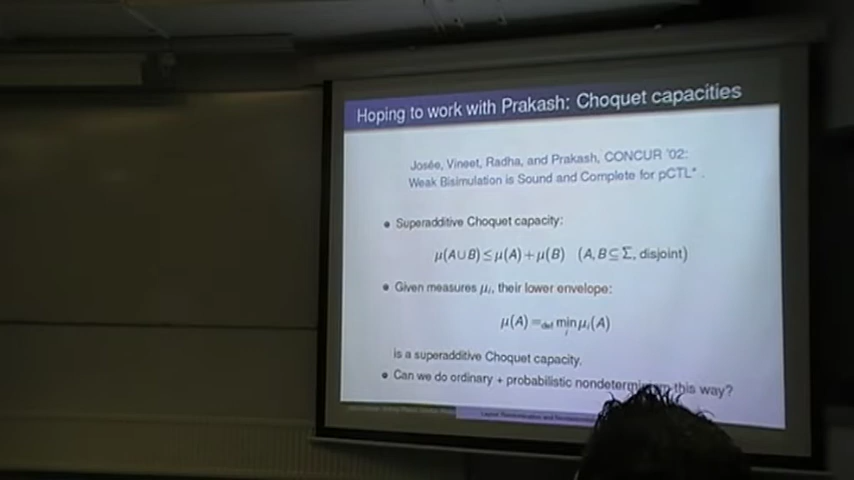 Hoping to work with Prakash: Choquet capacities
Josée, Vineet, Radha, and Prakash, CONCUR '02:
Weak Bisimulation is Sound and Complete for pCTL*.
Superadditive Choquet capacity:
μ(A∪B) ≤ μ(A)+μ(B) (A,B ⊆ Σ, disjoint)
Given measures μᵢ, their lower envelope:
μ(A) =def minᵢ μᵢ(A)
is a superadditive Choquet capacity.
Can we do ordinary + probabilistic nondeterminism this way?